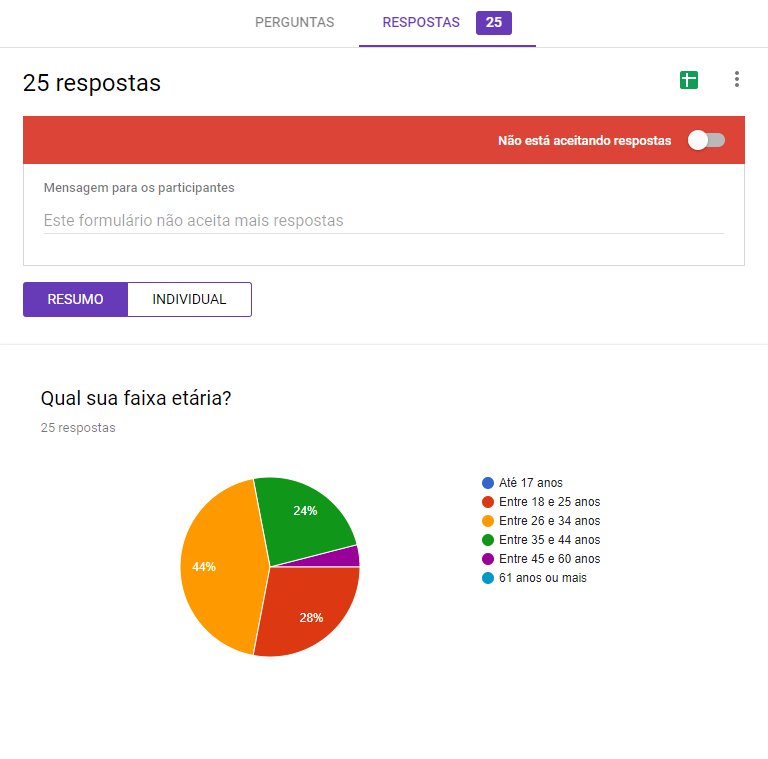 PERGUNTAS RESPOSTAS 25
25 respostas
Não está aceitando respostas
Mensagem para os participantes
Este formulário não aceita mais respostas
RESUMO INDIVIDUAL
Qual sua faixa etária?
25 respostas
24%
44%
28%
Até 17 anos
Entre 18 e 25 anos
Entre 26 e 34 anos
Entre 35 e 44 anos
Entre 45 e 60 anos
61 anos ou mais